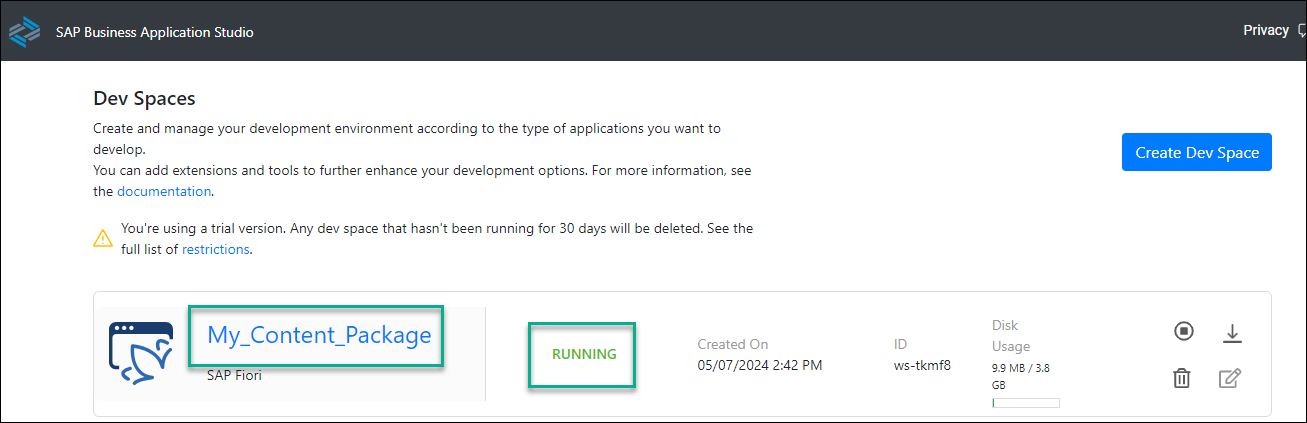 SAP Business Application Studio
Privacy
Dev Spaces
Create and manage your development environment according to the type of applications you want to
develop.
You can add extensions and tools to further enhance your development options. For more information, see
the documentation.
Create Dev Space
You're using a trial version. Any dev space that hasn't been running for 30 days will be deleted. See the
full list of restrictions.
My_Content_Package
SAP Fiori
RUNNING
Created On
05/07/2024 2:42 PM
ID
ws-tkmf8
Disk
Usage
9.9 MB / 3.8
GB